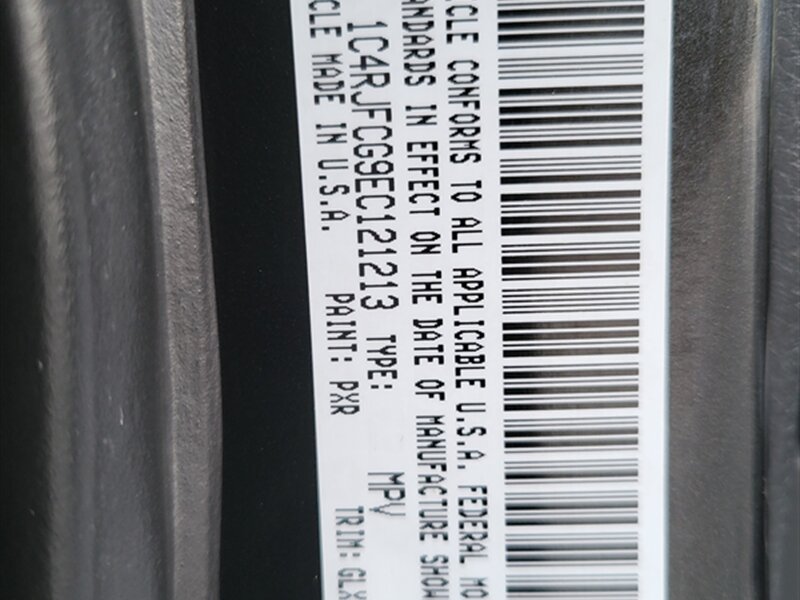 CLE CONFORMS TO ALL APPLICABLE U.S.A. FEDERAL MO
ANDARDS IN EFFECT ON THE DATE OF MANUFACTURE SHOW
1C4RJFCG9EC121213 TYPE: MPV
CLE MADE IN U.S.A. PAINT: PXR TRIM: GLX